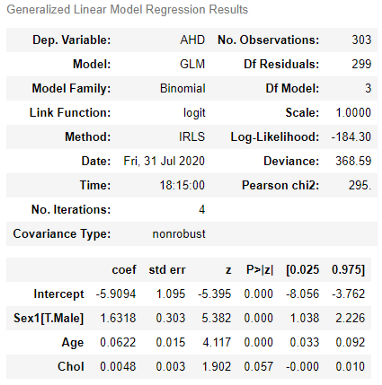 Generalized Linear Model Regression Results
Dep. Variable: AHD No. Observations: 303
Model: GLM Df Residuals: 299
Model Family: Binomial Df Model: 3
Link Function: logit Scale: 1.0000
Method: IRLS Log-Likelihood: -184.30
Date: Fri, 31 Jul 2020 Deviance: 368.59
Time: 18:15:00 Pearson chi2: 295.
No. Iterations: 4
Covariance Type: nonrobust
coef std err z P>|z| [0.025 0.975]
Intercept -5.9094 1.095 -5.395 0.000 -8.056 -3.762
Sex1[T.Male] 1.6318 0.303 5.382 0.000 1.038 2.226
Age 0.0622 0.015 4.117 0.000 0.033 0.092
Chol 0.0048 0.003 1.902 0.057 -0.000 0.010